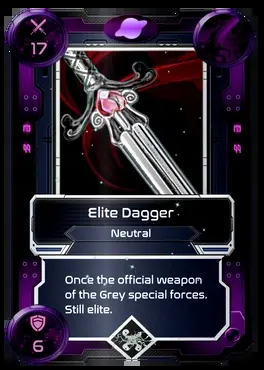 17
Elite Dagger
Neutral
Once the official weapon
of the Grey special forces.
Still elite.
6